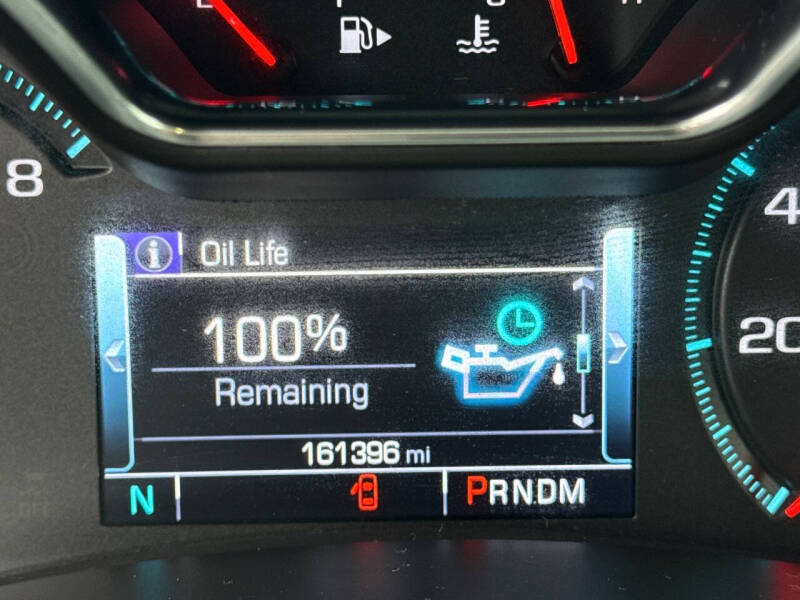 8
Oil Life
100%
Remaining
161396 mi
N
PRNDM
4
20